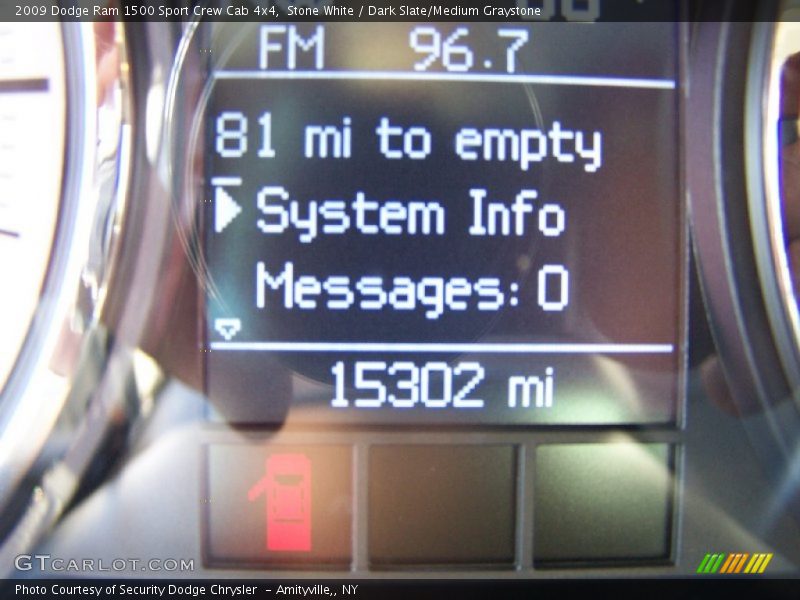 2009 Dodge Ram 1500 Sport Crew Cab 4x4, Stone White / Dark Slate/Medium Graystone
FM 96.7
81 mi to empty
System Info
Messages: 0
15302 mi
GTCARLOT.COM
Photo Courtesy of Security Dodge Chrysler - Amityville,, NY